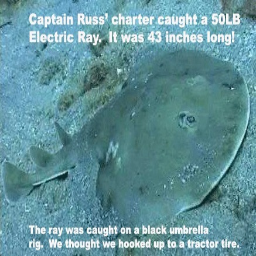 Captain Russ' charter caught a 50LB
Electric Ray. It was 43 inches long!
The ray was caught on a black umbrella
rig. We thought we hooked up to a tractor tire.